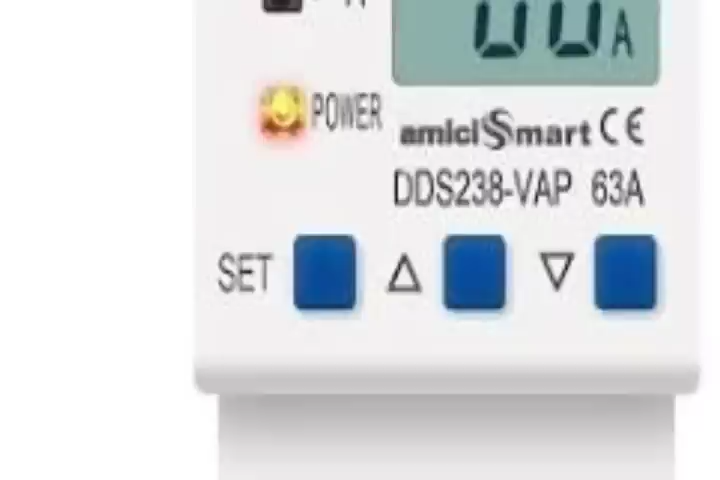 A
POWER
amiciSmart CE
DDS238-VAP 63A
SET △ ▽